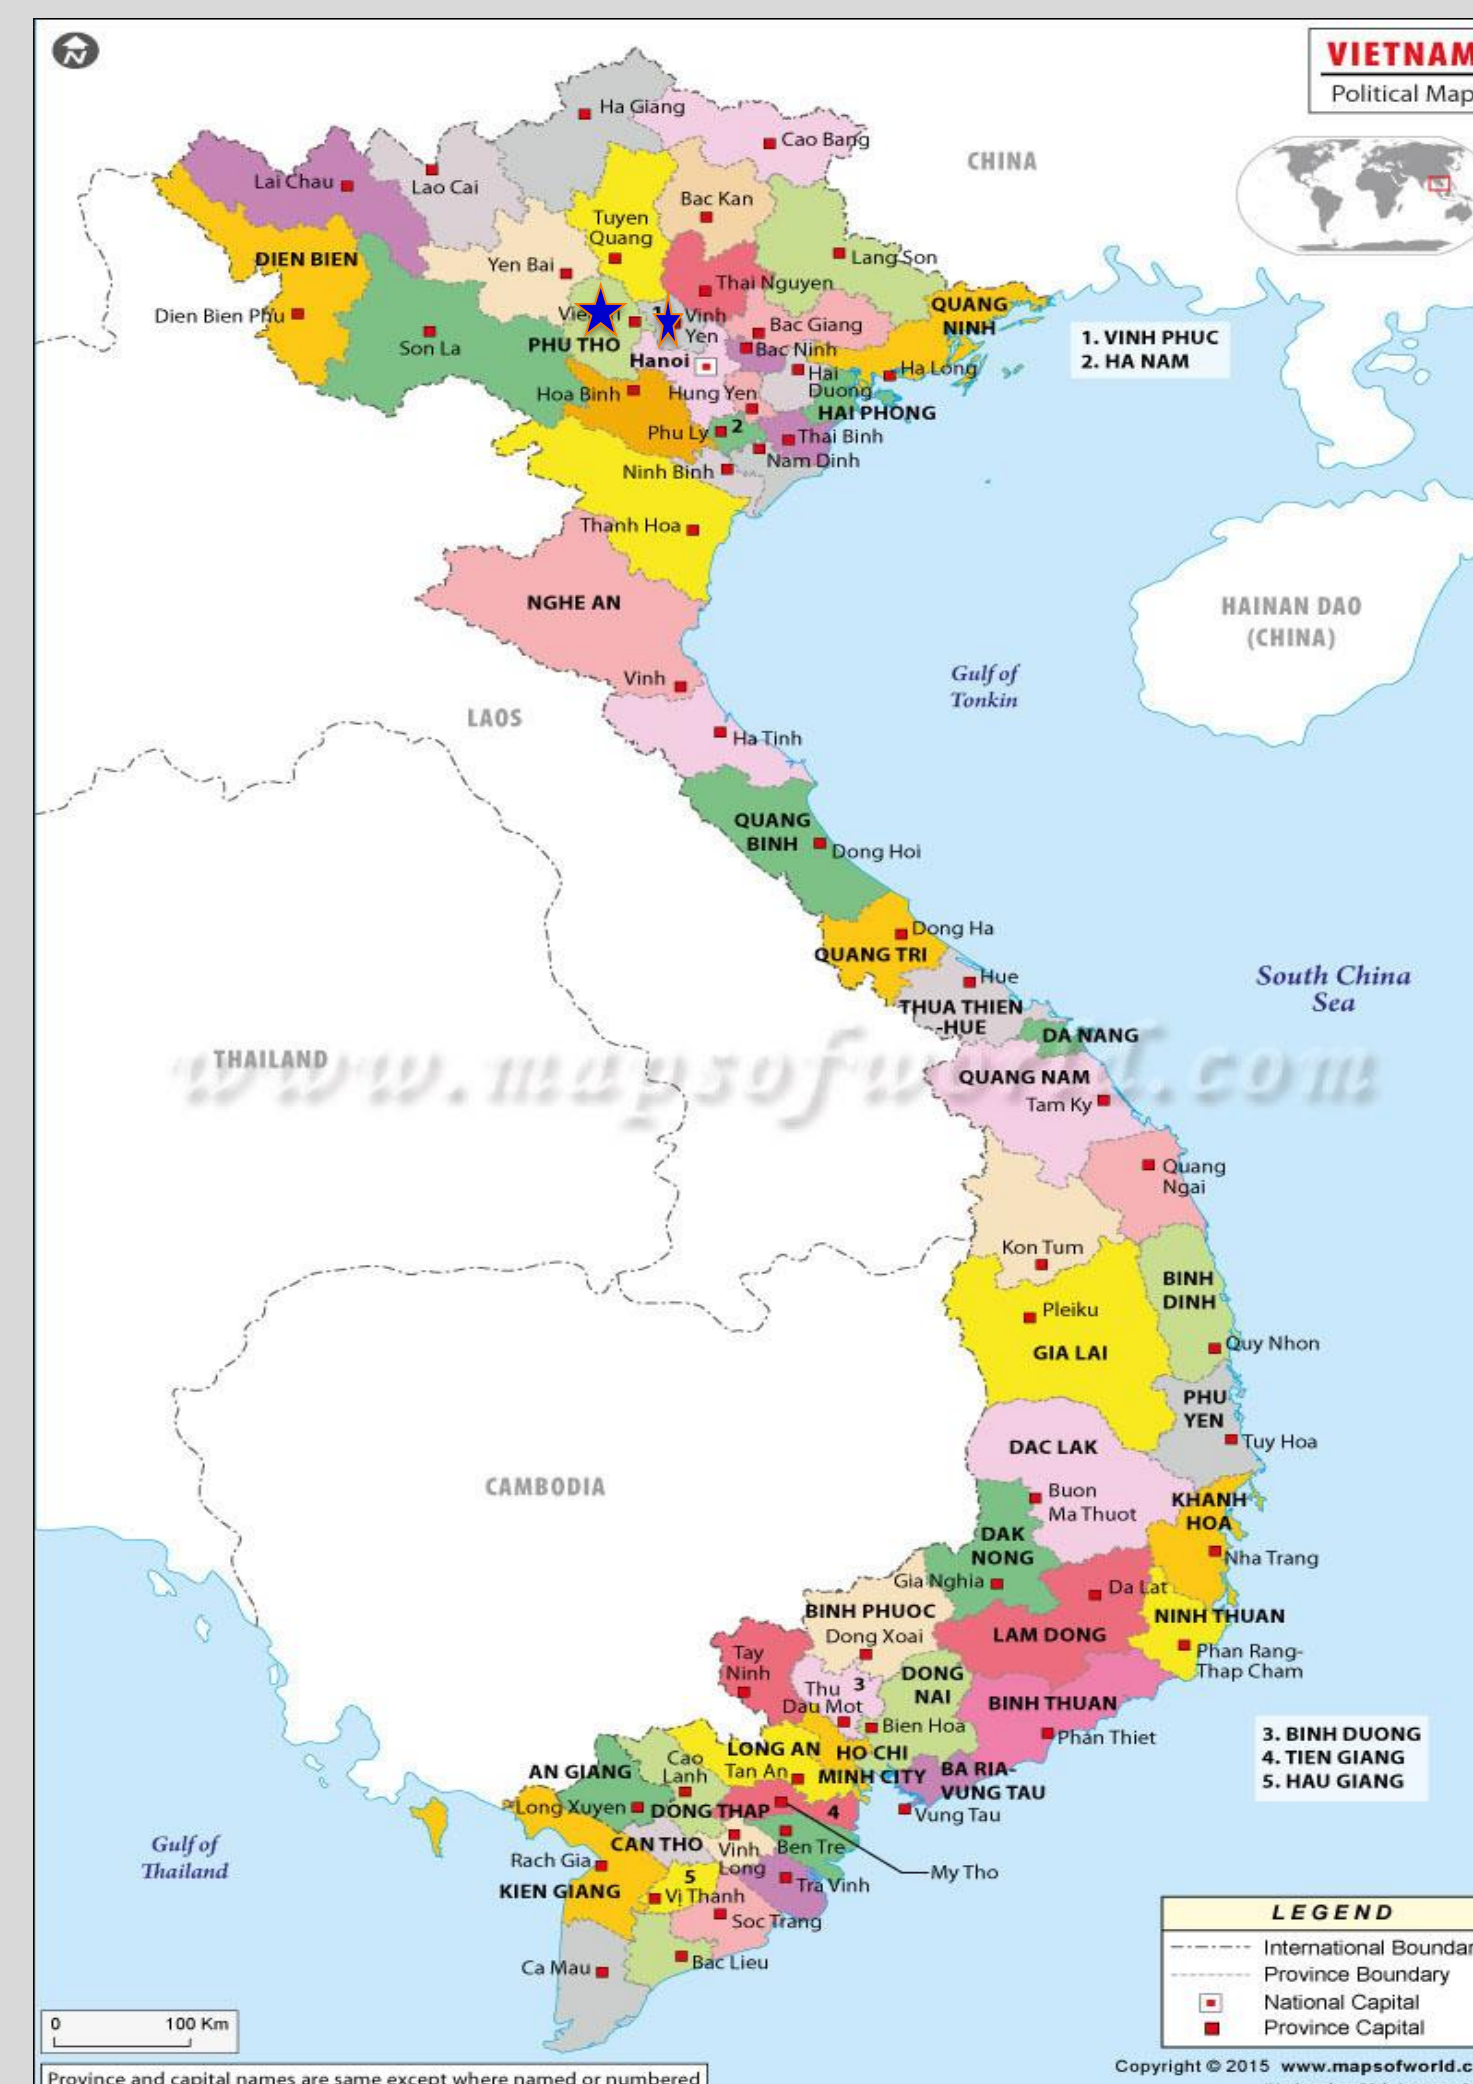 VIETNAM
Political Map
Ha Giang
Cao Bang
CHINA
Lai Chau
Lao Cai
Bac Kan
Tuyen
Quang
DIEN BIEN
Yen Bai
Lang Son
Thai Nguyen
QUANG
NINH
Dien Bien Phu
1
Vinh
Yen
Bac Giang
1. VINH PHUC
2. HA NAM
Son La
PHU THO
Bac Ninh
Hanoi
Hai
Duong
Ha Long
Hoa Binh
Hung Yen
HAI PHONG
Phu Ly
2
Thai Binh
Nam Dinh
Ninh Binh
Thanh Hoa
NGHE AN
HAINAN DAO
(CHINA)
Vinh
Gulf of
Tonkin
LAOS
Ha Tinh
QUANG
BINH
Dong Hoi
Dong Ha
QUANG TRI
Hue
South China
Sea
THUA THIEN
-HUE
DA NANG
THAILAND
www.mapsofworld.com
QUANG NAM
Tam Ky
Quang
Ngai
Kon Tum
BINH
DINH
Pleiku
GIA LAI
Quy Nhon
PHU
YEN
Tuy Hoa
DAC LAK
CAMBODIA
Buon
Ma Thuot
KHANH
HOA
DAK
NONG
Nha Trang
Gia Nghia
Da Lat
BINH PHUOC
NINH THUAN
Dong Xoai
LAM DONG
Tay
Ninh
Phan Rang-
Thap Cham
DONG
NAI
Thu
Dau Mot
3
BINH THUAN
Bien Hoa
Phan Thiet
3. BINH DUONG
4. TIEN GIANG
5. HAU GIANG
LONG AN
HO CHI
MINH CITY
Cao
Lanh
Tan An
AN GIANG
BA RIA-
VUNG TAU
Long Xuyen
DONG THAP
4
Vung Tau
Gulf of
Thailand
CAN THO
Vinh
Long
Ben Tre
Rach Gia
My Tho
KIEN GIANG
5
Vi Thanh
Tra Vinh
Soc Trang
Ca Mau
Bac Lieu
LEGEND
International Boundar
Province Boundary
National Capital
Province Capital
0 100 Km
Copyright © 2015 www.mapsofworld.c
Province and capital names are same except where named or numbered